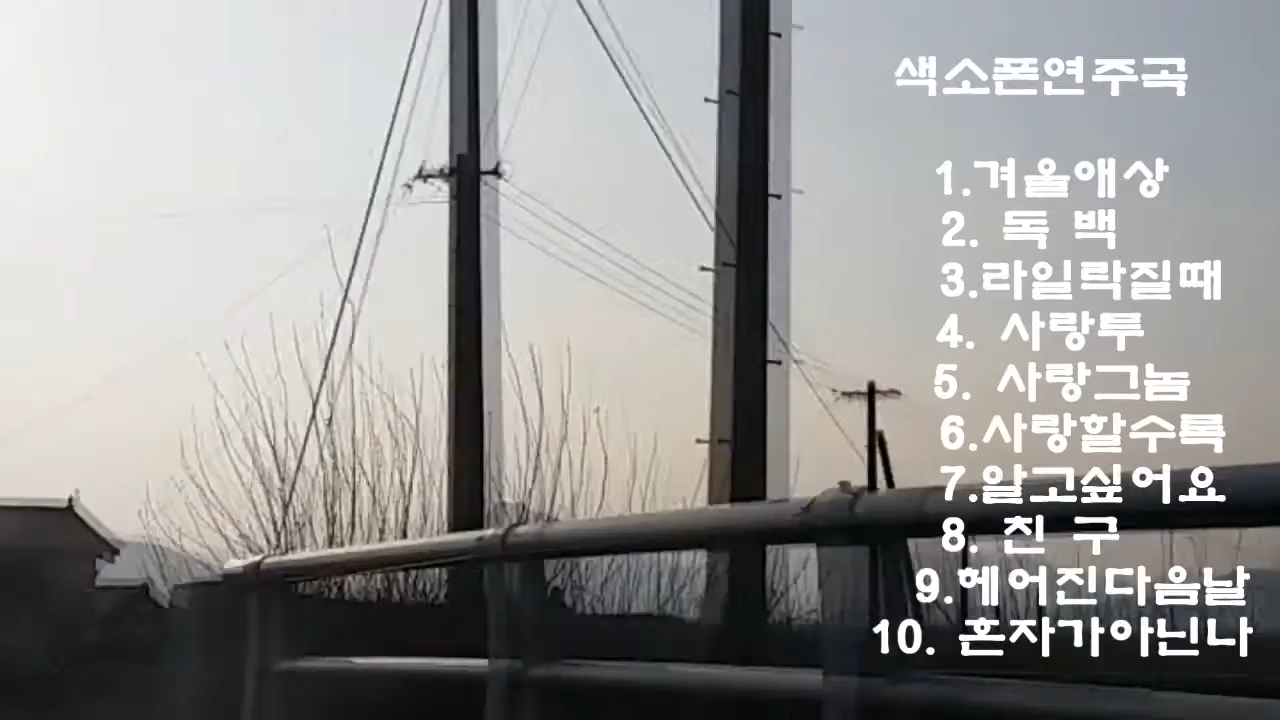 색소폰연주곡
1.겨울애상
2. 독 백
3.라일락질때
4. 사랑투
5. 사랑그놈
6.사랑할수록
7.알고싶어요
8. 친 구
9.헤어진다음날
10. 혼자가아닌나